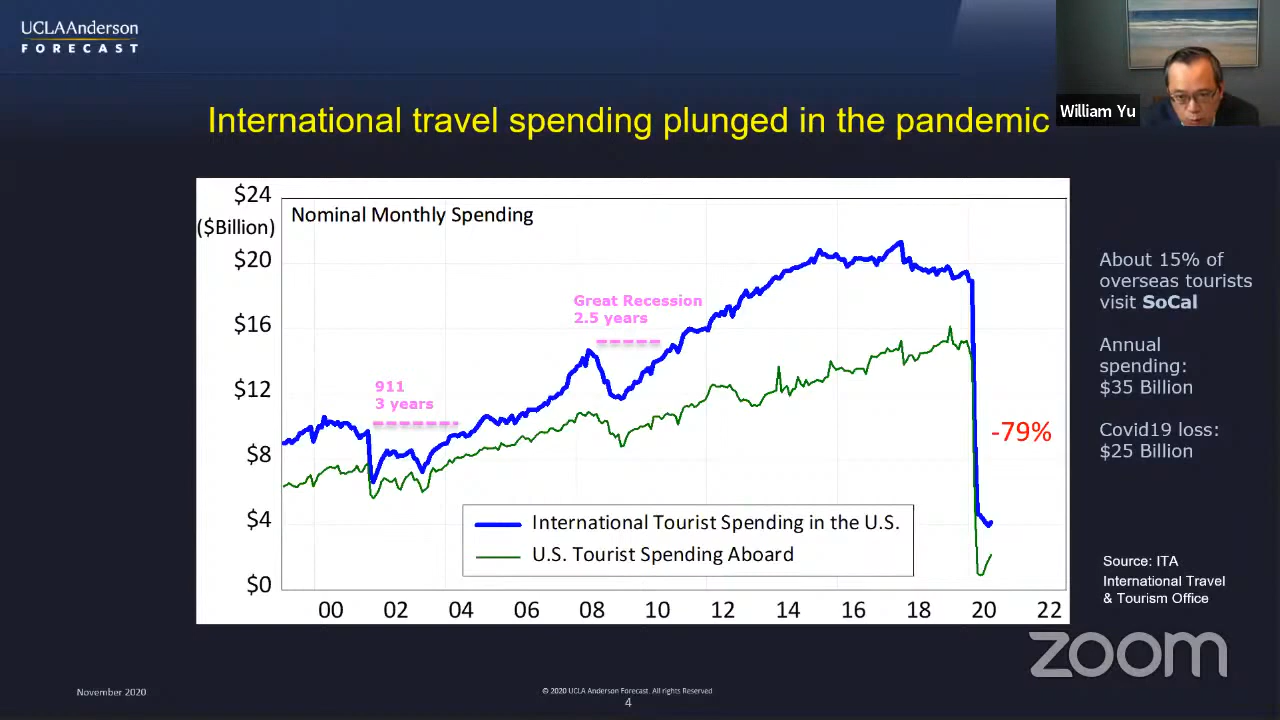 UCLAAnderson
FORECAST
William Yu
International travel spending plunged in the pandemic
$24
($Billion)
Nominal Monthly Spending
$20
$16
$12
$8
$4
$0
Great Recession
2.5 years
911
3 years
-79%
International Tourist Spending in the U.S.
U.S. Tourist Spending Aboard
00 02 04 06 08 10 12 14 16 18 20 22
About 15% of
overseas tourists
visit SoCal
Annual
spending:
$35 Billion
Covid19 loss:
$25 Billion
Source: ITA
International Travel
& Tourism Office
zoom
November 2020
© 2020 UCLA Anderson Forecast. All rights Reserved
4